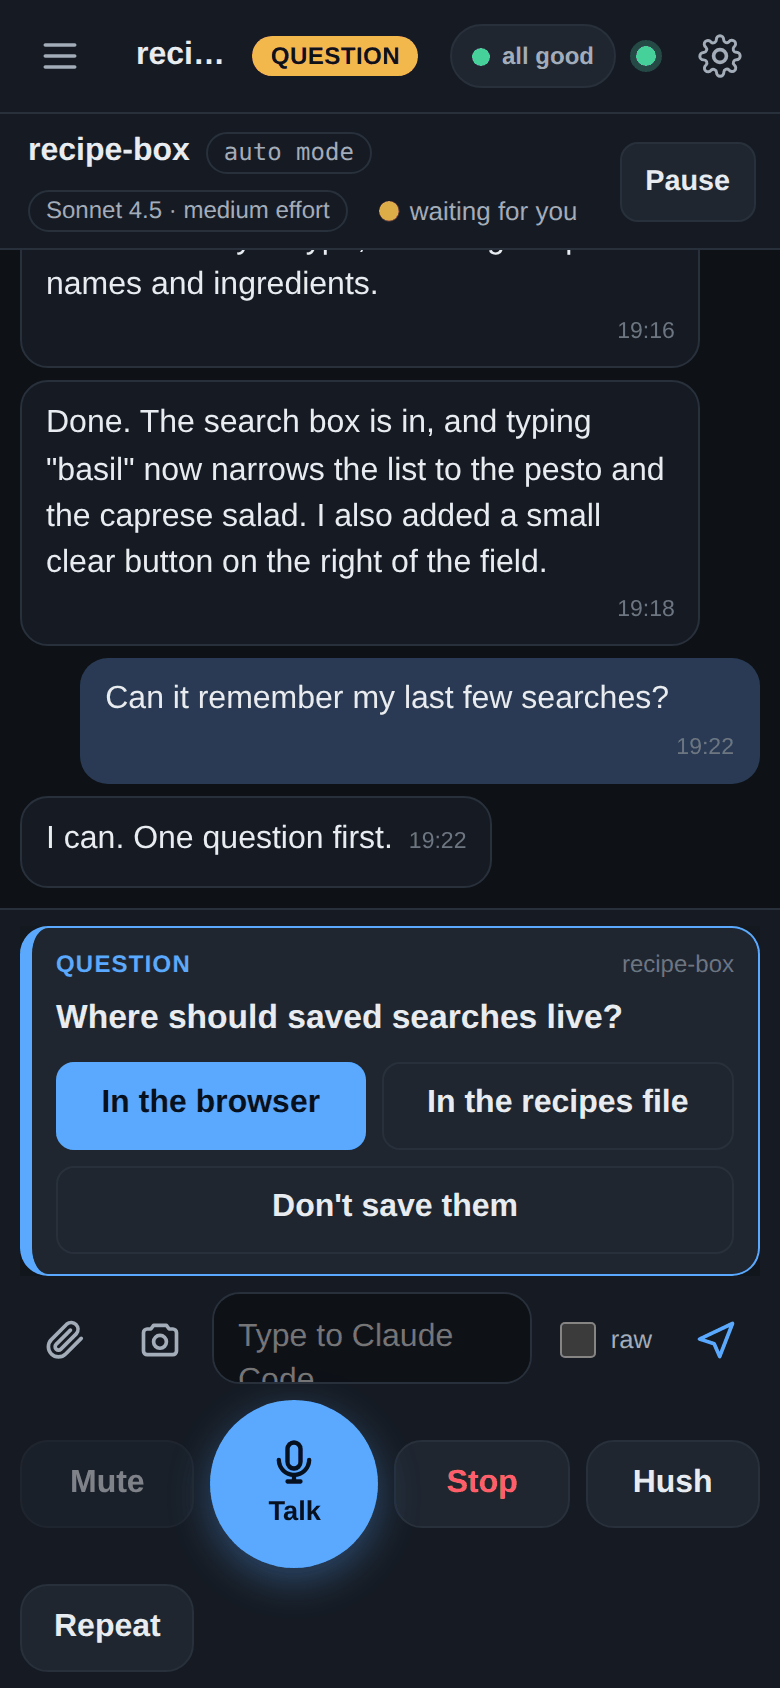 reci... QUESTION all good
recipe-box auto mode
Pause
Sonnet 4.5 · medium effort waiting for you
names and ingredients.
19:16
Done. The search box is in, and typing
"basil" now narrows the list to the pesto and
the caprese salad. I also added a small
clear button on the right of the field.
19:18
Can it remember my last few searches?
19:22
I can. One question first. 19:22
QUESTION recipe-box
Where should saved searches live?
In the browser In the recipes file
Don't save them
Type to Claude
Code
raw
Mute Talk Stop Hush
Repeat